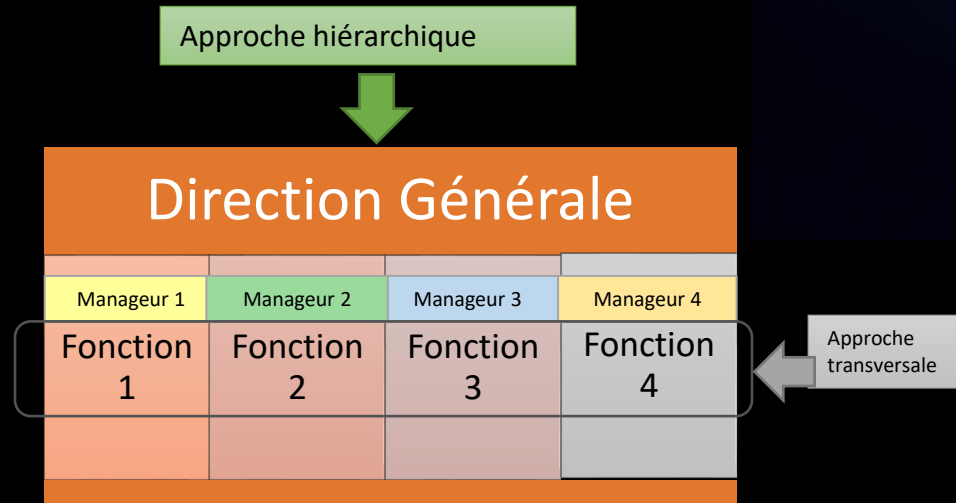 Approche hiérarchique
Direction Générale
Manageur 1
Manageur 2
Manageur 3
Manageur 4
Fonction
1
Fonction
2
Fonction
3
Fonction
4
Approche
transversale